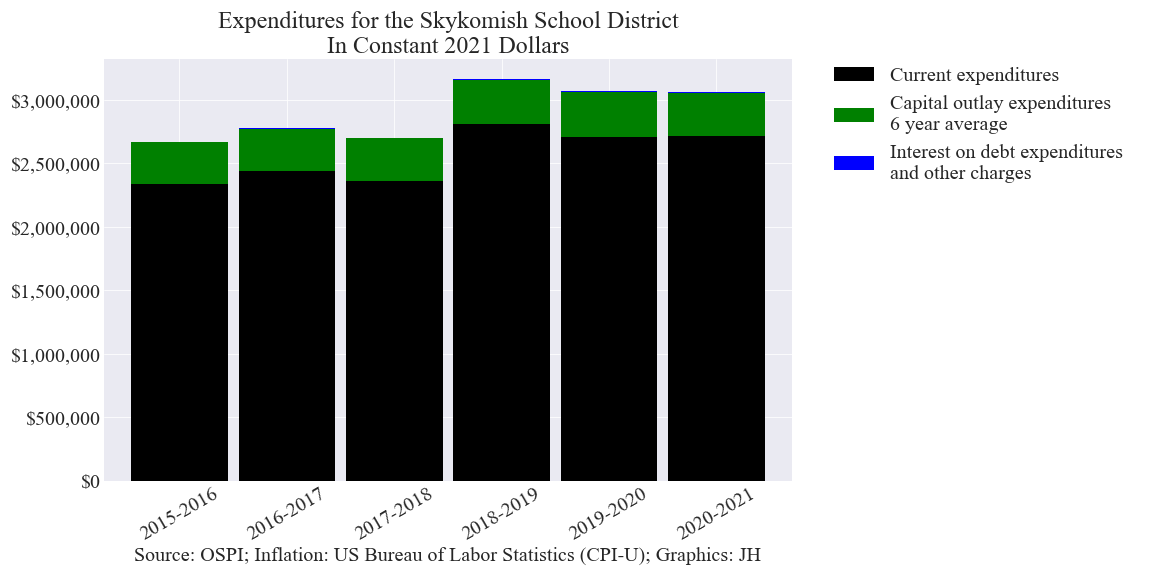 Expenditures for the Skykomish School District
In Constant 2021 Dollars
$3,000,000
$2,500,000
$2,000,000
$1,500,000
$1,000,000
$500,000
$0
2015-2016
2016-2017
2017-2018
2018-2019
2019-2020
2020-2021
Source: OSPI; Inflation: US Bureau of Labor Statistics (CPI-U); Graphics: JH
Current expenditures
Capital outlay expenditures
6 year average
Interest on debt expenditures
and other charges